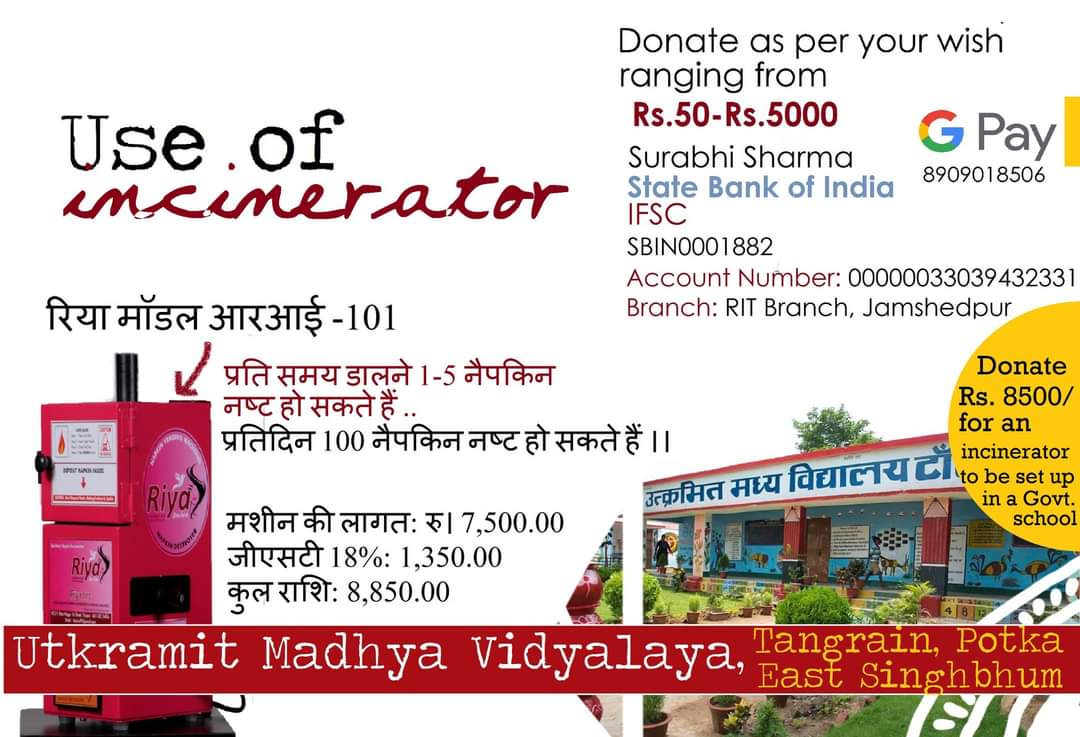 Use of
incinerator
Donate as per your wish
ranging from
Rs.50-Rs.5000
Surabhi Sharma
State Bank of India
IFSC
SBIN0001882
Account Number: 00000033039432331
Branch: RIT Branch, Jamshedpur
G Pay
8909018506
रिया मॉडल आरआई -101
प्रति समय डालने 1-5 नैपकिन
नष्ट हो सकते हैं ..
प्रतिदिन 100 नैपकिन नष्ट हो सकते हैं ।।
मशीन की लागत: रु। 7,500.00
जीएसटी 18%: 1,350.00
कुल राशि: 8,850.00
Donate
Rs. 8500/
for an
incinerator
to be set up
in a Govt.
school
Riya
NAPKIN DESTROYER
Riya
उत्क्रमित मध्य विद्यालय टाँ
4 8
Utkramit Madhya Vidyalaya, Tangrain, Potka
East Singhbhum